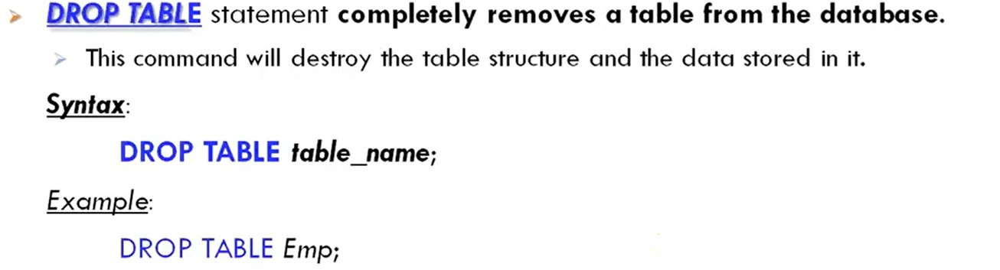 DROP TABLE statement completely removes a table from the database.
This command will destroy the table structure and the data stored in it.
Syntax:
DROP TABLE table_name;
Example:
DROP TABLE Emp;